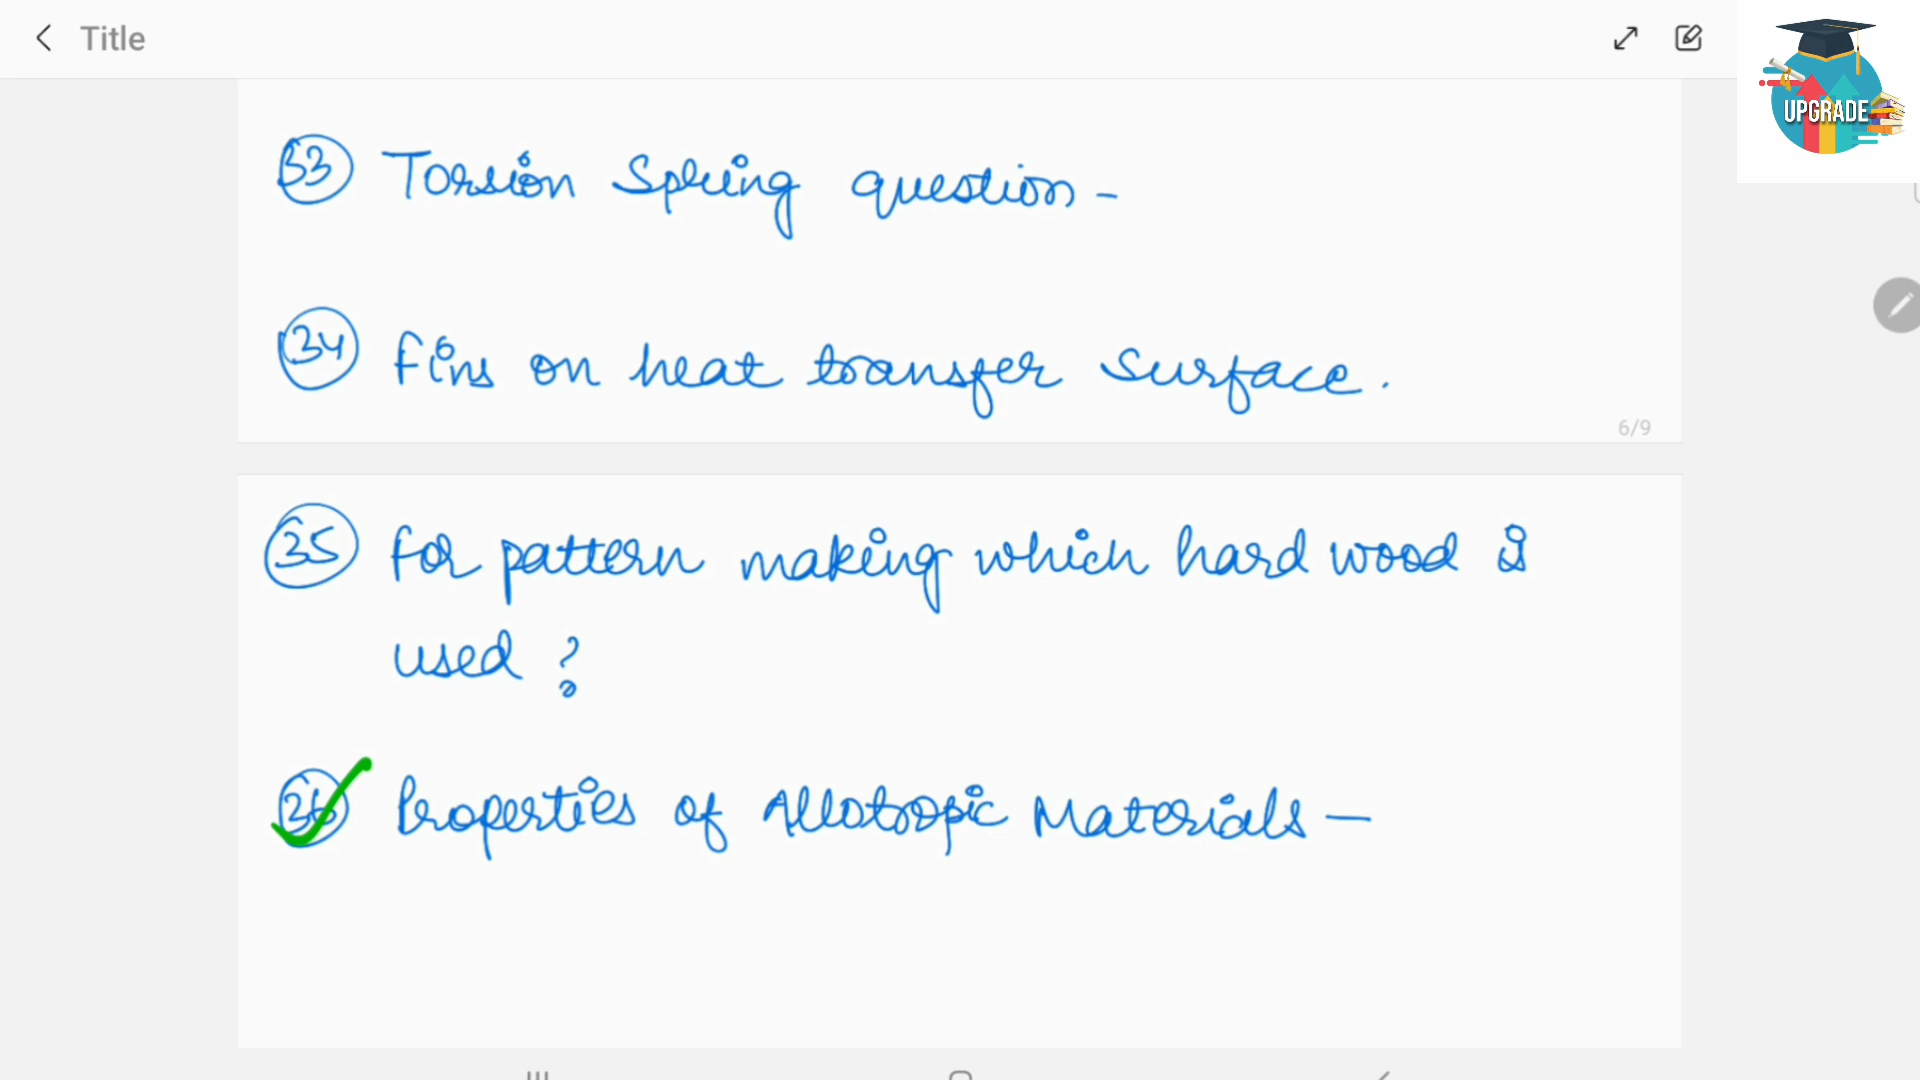 Title
UPGRADE
33 Torsion Spring question -
34 Fins on heat transfer surface.
6/9
35 for pattern making which hard wood is
used ?
36 Properties of Allotropic Materials -